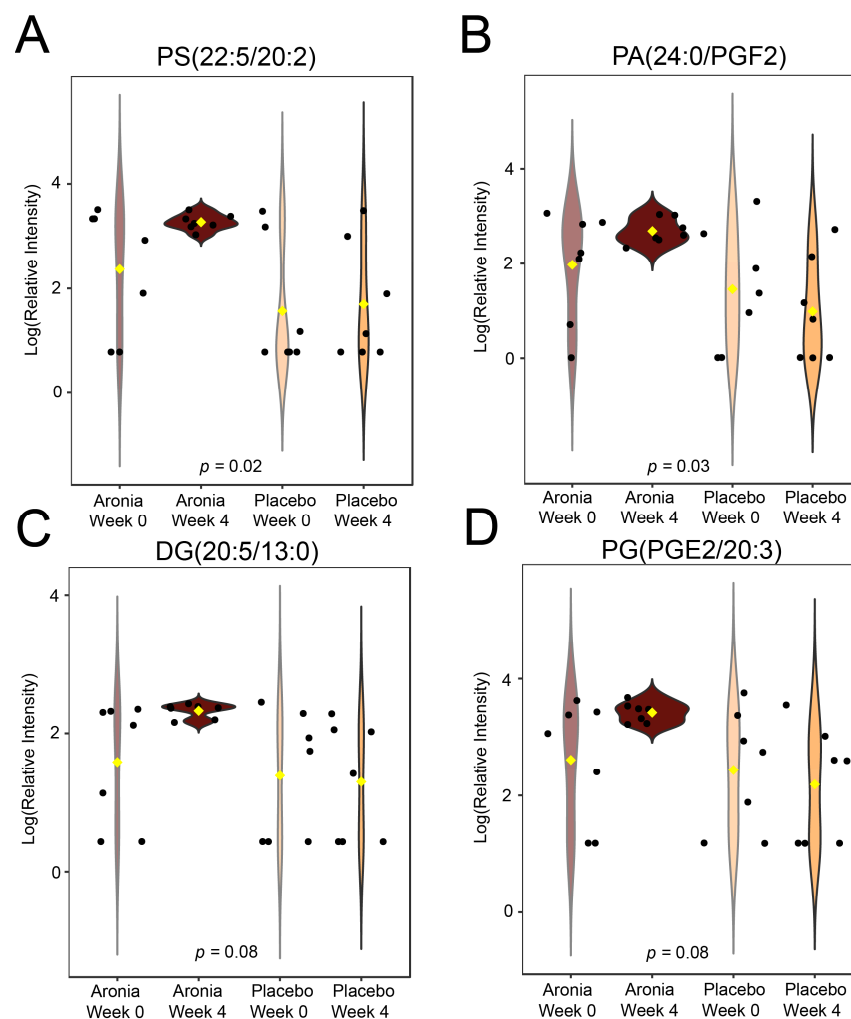 A
PS(22:5/20:2)
Log(Relative Intensity)
4
2
0
p = 0.02
Aronia Week 0
Aronia Week 4
Placebo Week 0
Placebo Week 4
B
PA(24:0/PGF2)
Log(Relative Intensity)
4
2
0
p = 0.03
Aronia Week 0
Aronia Week 4
Placebo Week 0
Placebo Week 4
C
DG(20:5/13:0)
Log(Relative Intensity)
4
2
0
p = 0.08
Aronia Week 0
Aronia Week 4
Placebo Week 0
Placebo Week 4
D
PG(PGE2/20:3)
Log(Relative Intensity)
4
2
0
p = 0.08
Aronia Week 0
Aronia Week 4
Placebo Week 0
Placebo Week 4